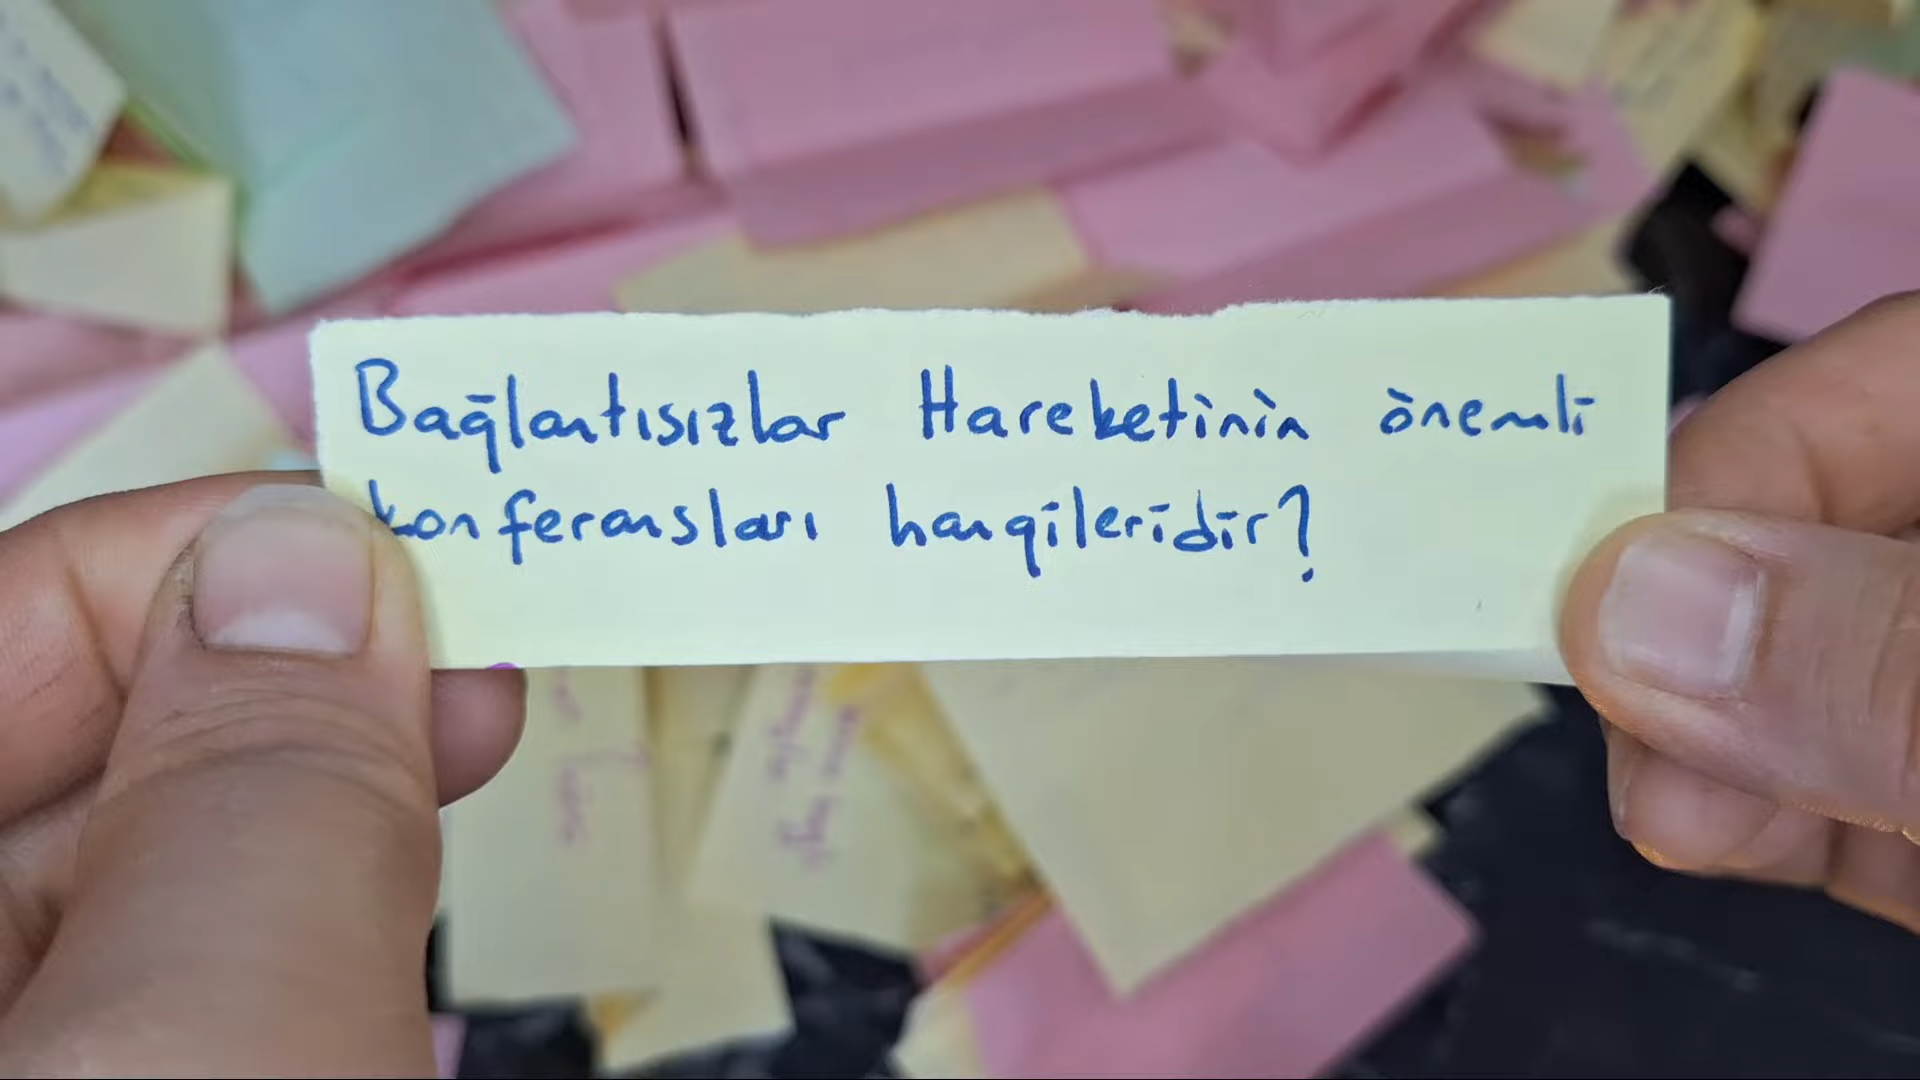 Bağlantısızlar Hareketinin önemli
konferansları hangileridir?